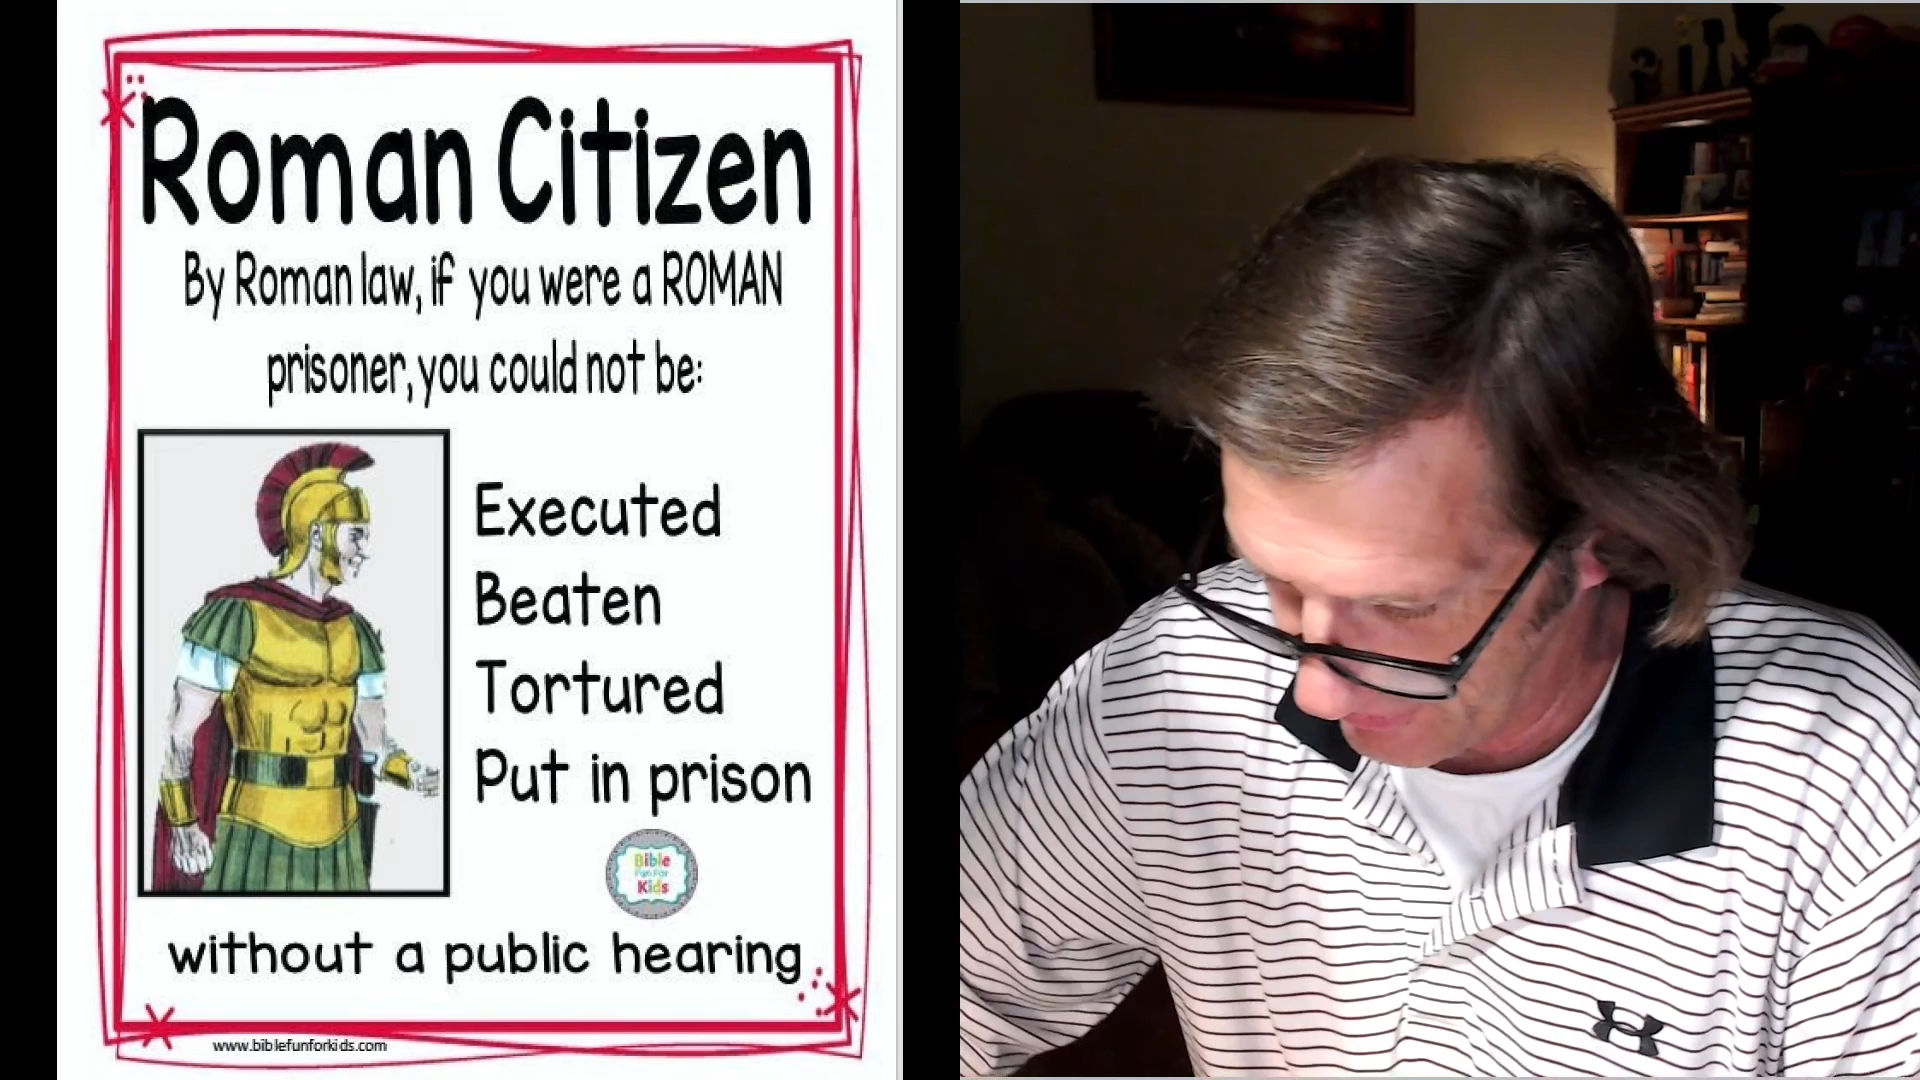 Roman Citizen
By Roman law, if you were a ROMAN
prisoner, you could not be:
Executed
Beaten
Tortured
Put in prison
Bible
Fun For
Kids
without a public hearing
www.biblefunforkids.com